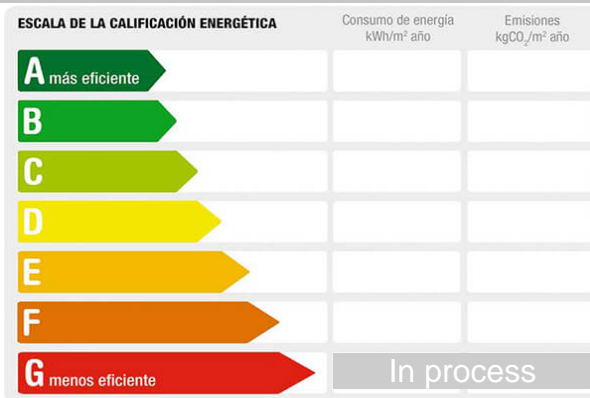 ESCALA DE LA CALIFICACIÓN ENERGÉTICA
Consumo de energía
kWh/m² año
Emisiones
kgCO₂/m² año
A más eficiente
B
C
D
E
F
G menos eficiente
In process